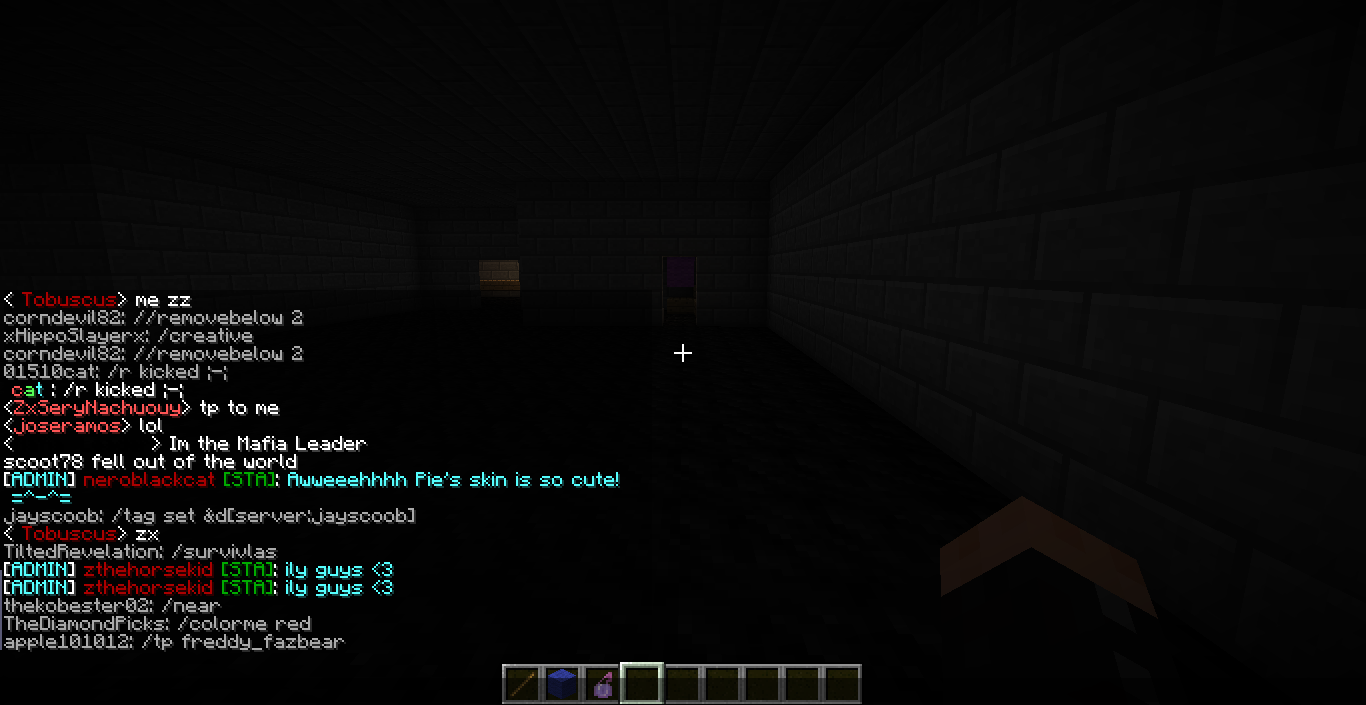 < Tobuscus> me zz
corndevil82: //removebelow 2
xHippoSlayerx: /creative
corndevil82: //removebelow 2
01510cat: /r kicked ;-;
cat : /r kicked ;-;
<ZxSeryNachuouy> tp to me
<joseramos> lol
< > Im the Mafia Leader
scoot78 fell out of the world
[ADMIN] neroblackcat [STA]: Awweeehhhh Pie's skin is so cute!
=^-^=
jayscoob: /tag set &d[server:jayscoob]
< Tobuscus> zx
TiltedRevelation: /survivlas
[ADMIN] zthehorsekid [STA]: ily guys <3
[ADMIN] zthehorsekid [STA]: ily guys <3
thekobester02: /near
TheDiamondPicks: /colorme red
apple101012: /tp freddy_fazbear